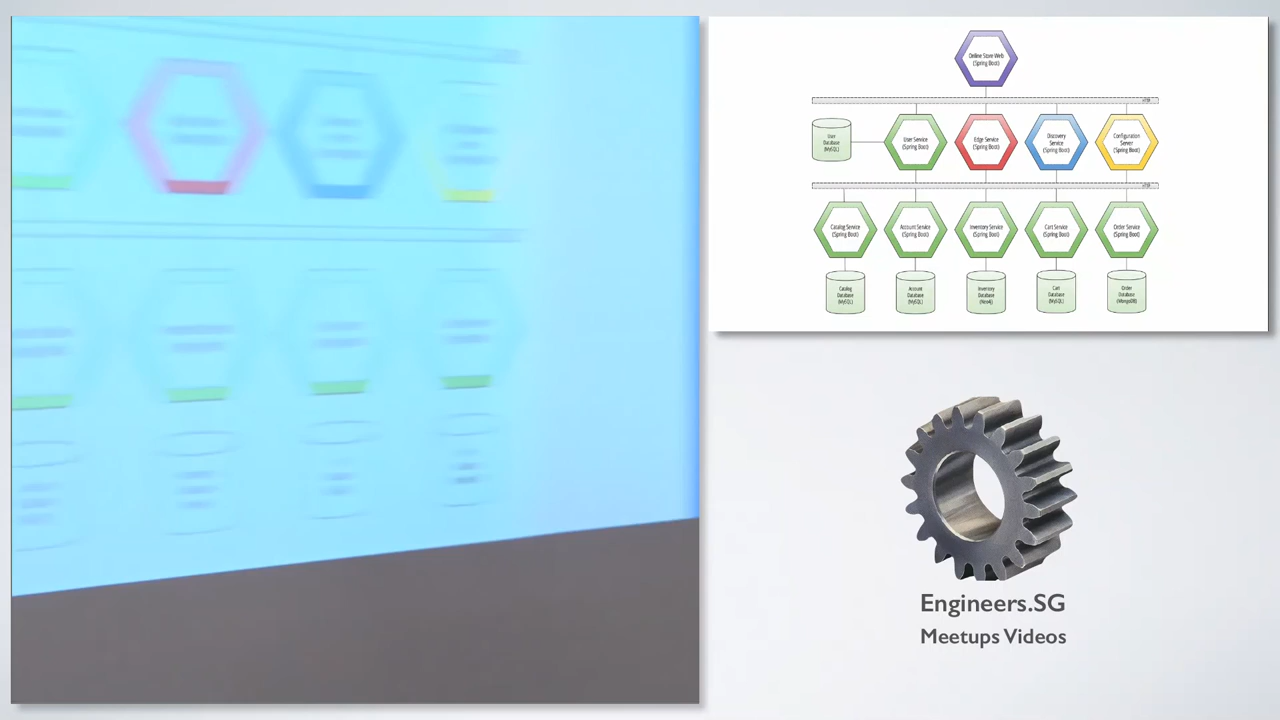 Online Store Web
(Spring Boot)
HTTP
User
Database
(MySQL)
User Service
(Spring Boot)
Edge Service
(Spring Boot)
Discovery
Service
(Spring Boot)
Configuration
Server
(Spring Boot)
HTTP
Catalog Service
(Spring Boot)
Account Service
(Spring Boot)
Inventory Service
(Spring Boot)
Cart Service
(Spring Boot)
Order Service
(Spring Boot)
Catalog
Database
(MySQL)
Account
Database
(MySQL)
Inventory
Database
(Neo4j)
Cart
Database
(MySQL)
Order
Database
(MongoDB)
Engineers.SG
Meetups Videos